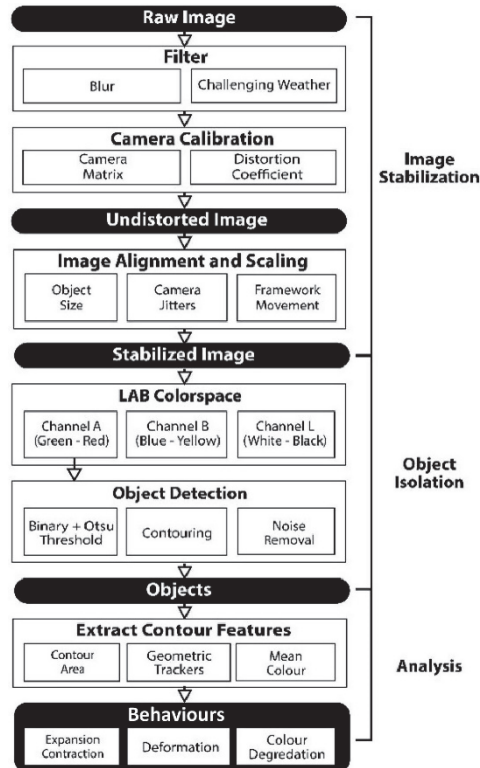 Raw Image
Filter
Blur
Challenging Weather
Camera Calibration
Camera
Matrix
Distortion
Coefficient
Image
Stabilization
Undistorted Image
Image Alignment and Scaling
Object
Size
Camera
Jitters
Framework
Movement
Stabilized Image
LAB Colorspace
Channel A
(Green - Red)
Channel B
(Blue - Yellow)
Channel L
(White - Black)
Object
Isolation
Object Detection
Binary + Otsu
Threshold
Contouring
Noise
Removal
Objects
Extract Contour Features
Contour
Area
Geometric
Trackers
Mean
Colour
Analysis
Behaviours
Expansion
Contraction
Deformation
Colour
Degredation